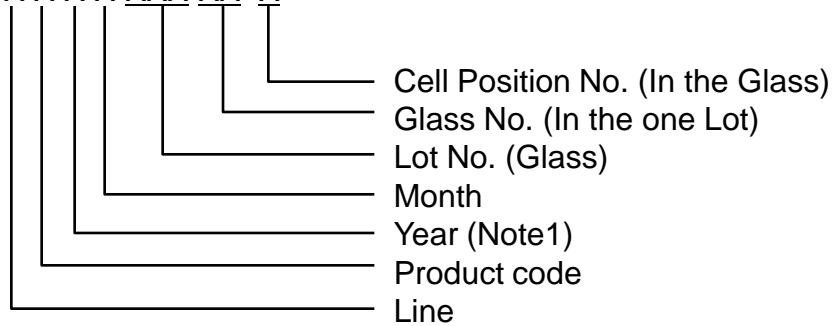 Cell Position No. (In the Glass)
Glass No. (In the one Lot)
Lot No. (Glass)
Month
Year (Note1)
Product code
Line